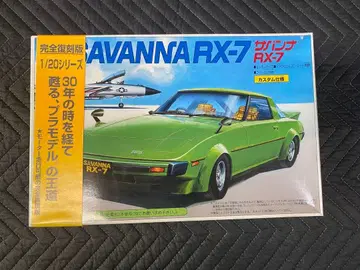 完全復刻版
1/20シリーズ
30年の時を経て
甦る、"プラモデル"の王道
SAVANNA RX-7
サバンナ
RX-7
カスタム仕様
SAVANNA
RX-7